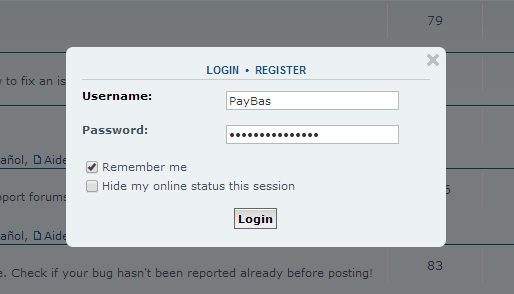 79
LOGIN • REGISTER
to fix an is
Username:
PayBas
Password:
•••••••••••••••
Remember me
Hide my online status this session
Login
añol, Aide
port forums
5
añol, Aide
e. Check if your bug hasn't been reported already before posting!
83